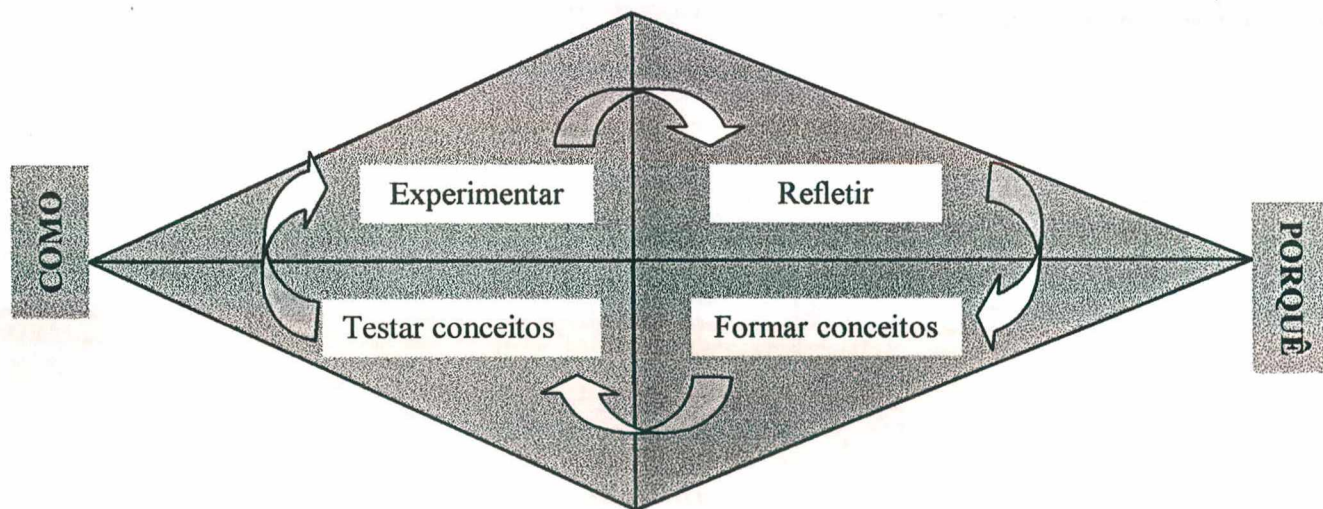 COMO
Experimentar
Refletir
PORQUÊ
Testar conceitos
Formar conceitos